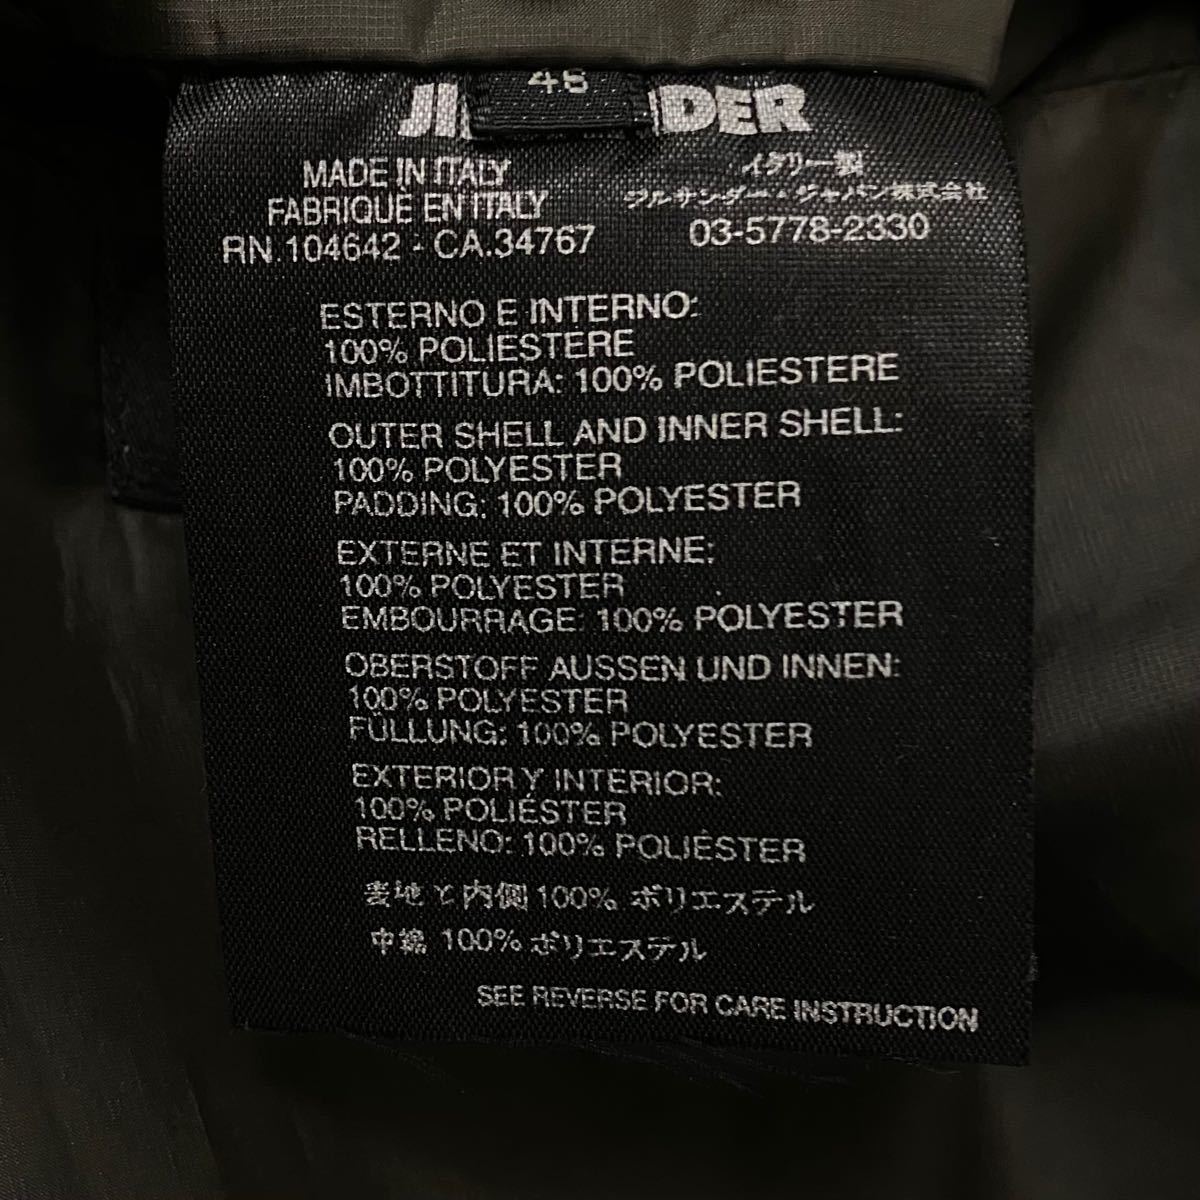 JIL SANDER
MADE IN ITALY
FABRIQUÉ EN ITALY
RN.104642 - CA.34767
イタリー製
ジルサンダー・ジャパン株式会社
03-5778-2330
ESTERNO E INTERNO:
100% POLIESTERE
IMBOTTITURA: 100% POLIESTERE
OUTER SHELL AND INNER SHELL:
100% POLYESTER
PADDING: 100% POLYESTER
EXTERNE ET INTERNE:
100% POLYESTER
EMBOURRAGE: 100% POLYESTER
OBERSTOFF AUSSEN UND INNEN:
100% POLYESTER
FÜLLUNG: 100% POLYESTER
EXTERIOR Y INTERIOR:
100% POLIÉSTER
RELLENO: 100% POLIÉSTER
表地と内側 100% ポリエステル
中綿 100% ポリエステル
SEE REVERSE FOR CARE INSTRUCTION